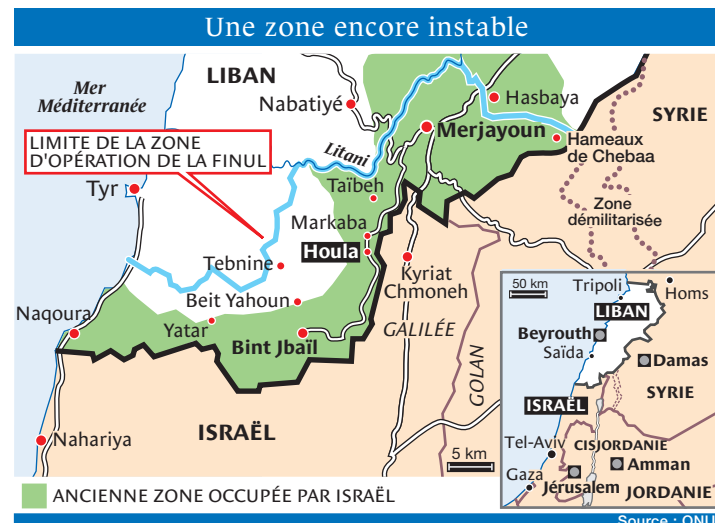 Une zone encore instable
Mer
Méditerranée
LIBAN
Nabatiyé
Hasbaya
SYRIE
Merjayoun
LIMITE DE LA ZONE
D'OPÉRATION DE LA FINUL
Litani
Hameaux
de Chebaa
Tyr
Taïbeh
Zone
démilitarisée
Markaba
Houla
Tebnine
Kyriat
Chmoneh
Beit Yahoun
Naqoura
Yatar
Bint Jbaïl
GALILÉE
GOLAN
ISRAËL
Nahariya
5 km
50 km
Tripoli
Homs
LIBAN
Beyrouth
Saïda
Damas
SYRIE
ISRAËL
Tel-Aviv
CISJORDANIE
Amman
Gaza
Jérusalem
JORDANIE
ANCIENNE ZONE OCCUPÉE PAR ISRAËL
Source : ONU